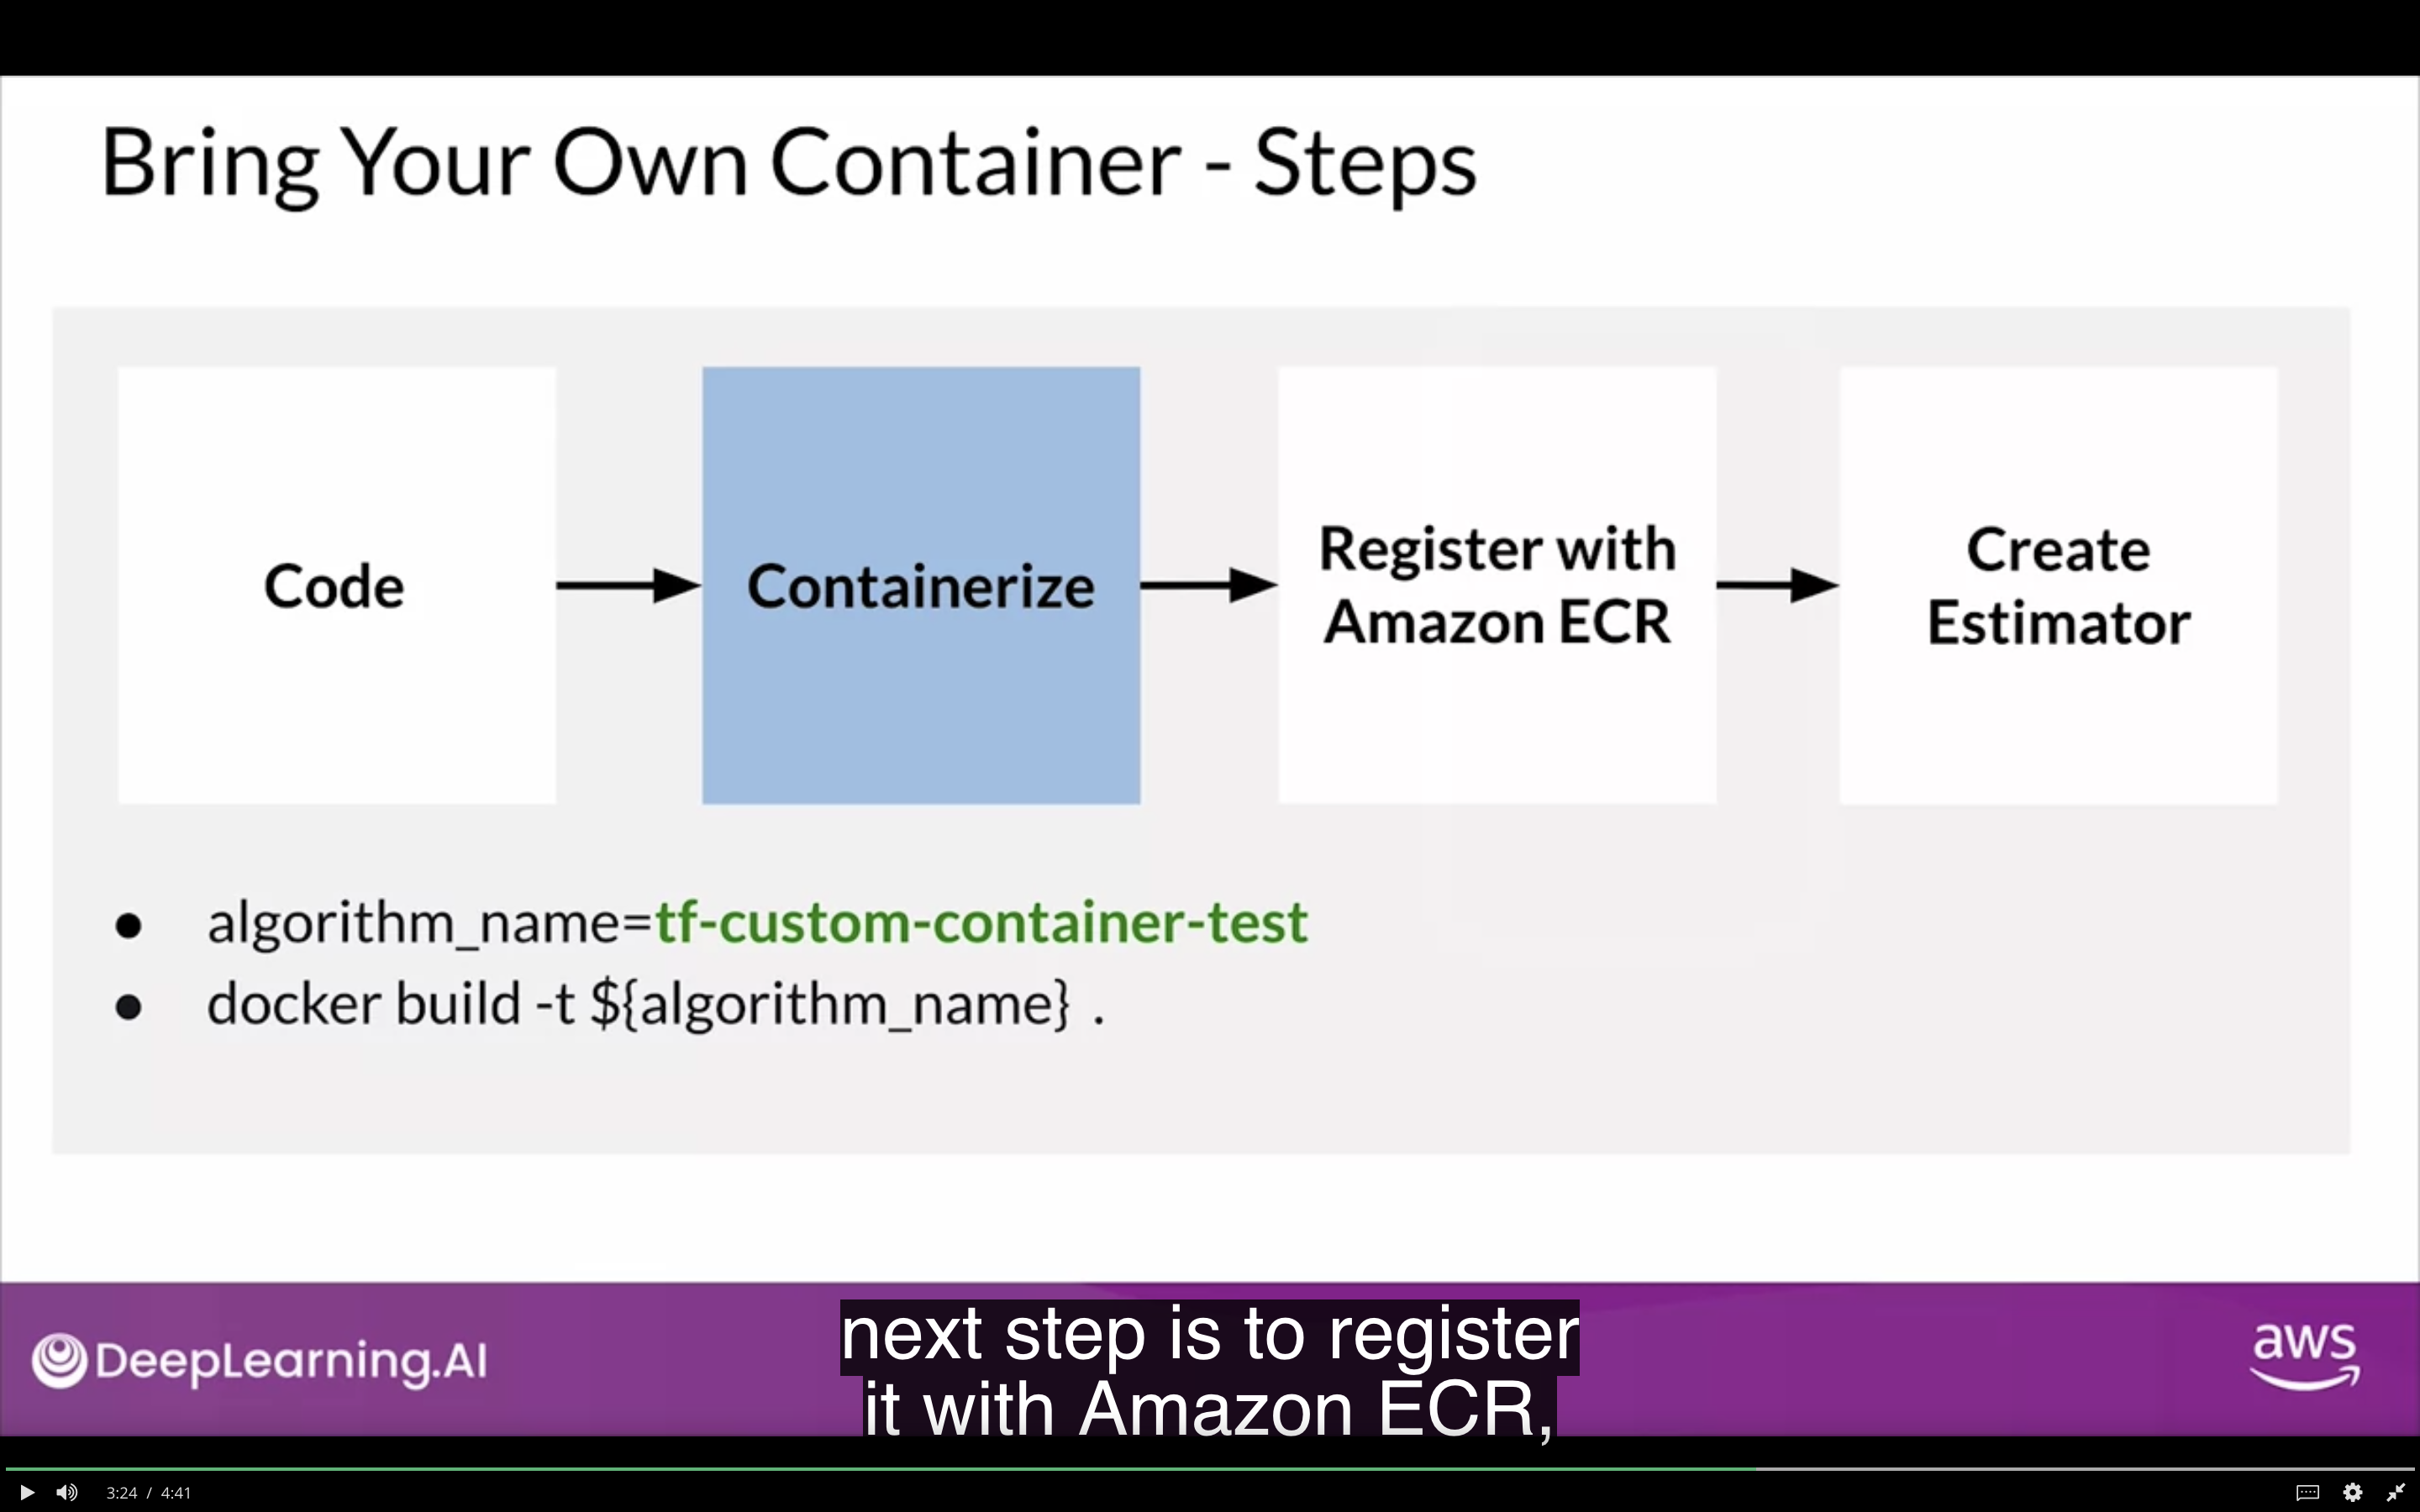 Bring Your Own Container - Steps
Code
Containerize
Register with
Amazon ECR
Create
Estimator
● algorithm_name=tf-custom-container-test
● docker build -t ${algorithm_name} .
DeepLearning.AI
next step is to register
it with Amazon ECR,
aws
3:24 / 4:41